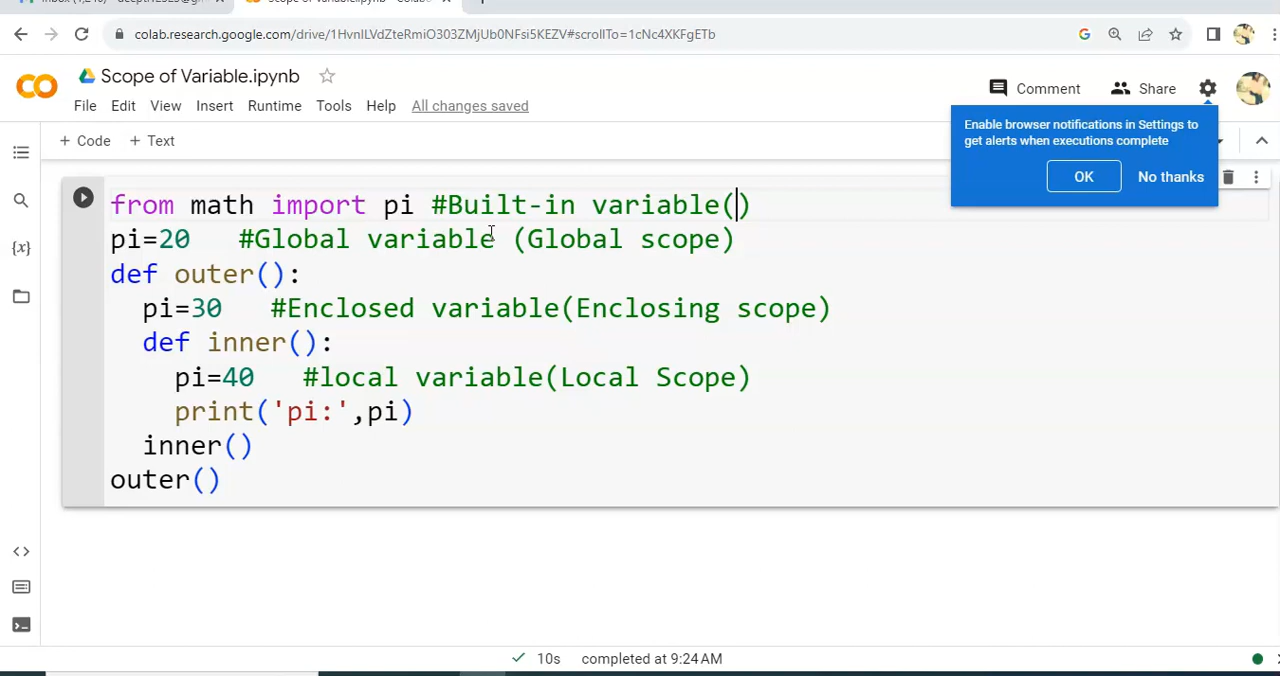 colab.research.google.com/drive/1HvnILVdZteRmiO303ZMjUb0NFsi5KEZV#scrollTo=1cNc4XKFgETb
Scope of Variable.ipynb
Comment Share
File Edit View Insert Runtime Tools Help All changes saved
Enable browser notifications in Settings to
get alerts when executions complete
OK No thanks
+ Code + Text
from math import pi #Built-in variable()
pi=20 #Global variable (Global scope)
def outer():
pi=30 #Enclosed variable(Enclosing scope)
def inner():
pi=40 #local variable(Local Scope)
print('pi:',pi)
inner()
outer()
10s completed at 9:24 AM